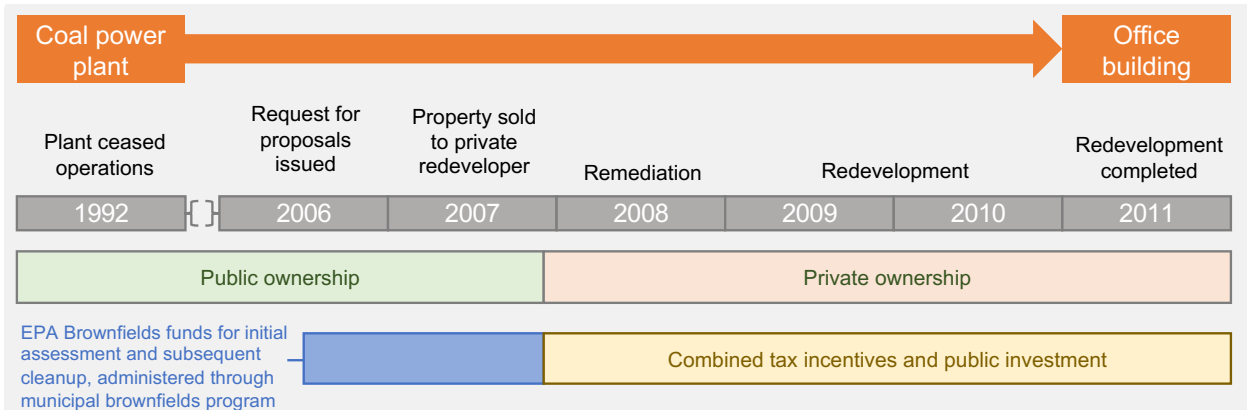 Coal power
plant
Office
building
Plant ceased
operations
Request for
proposals
issued
Property sold
to private
redeveloper
Remediation
Redevelopment
Redevelopment
completed
1992
2006
2007
2008
2009
2010
2011
Public ownership
Private ownership
EPA Brownfields funds for initial
assessment and subsequent
cleanup, administered through
municipal brownfields program
Combined tax incentives and public investment